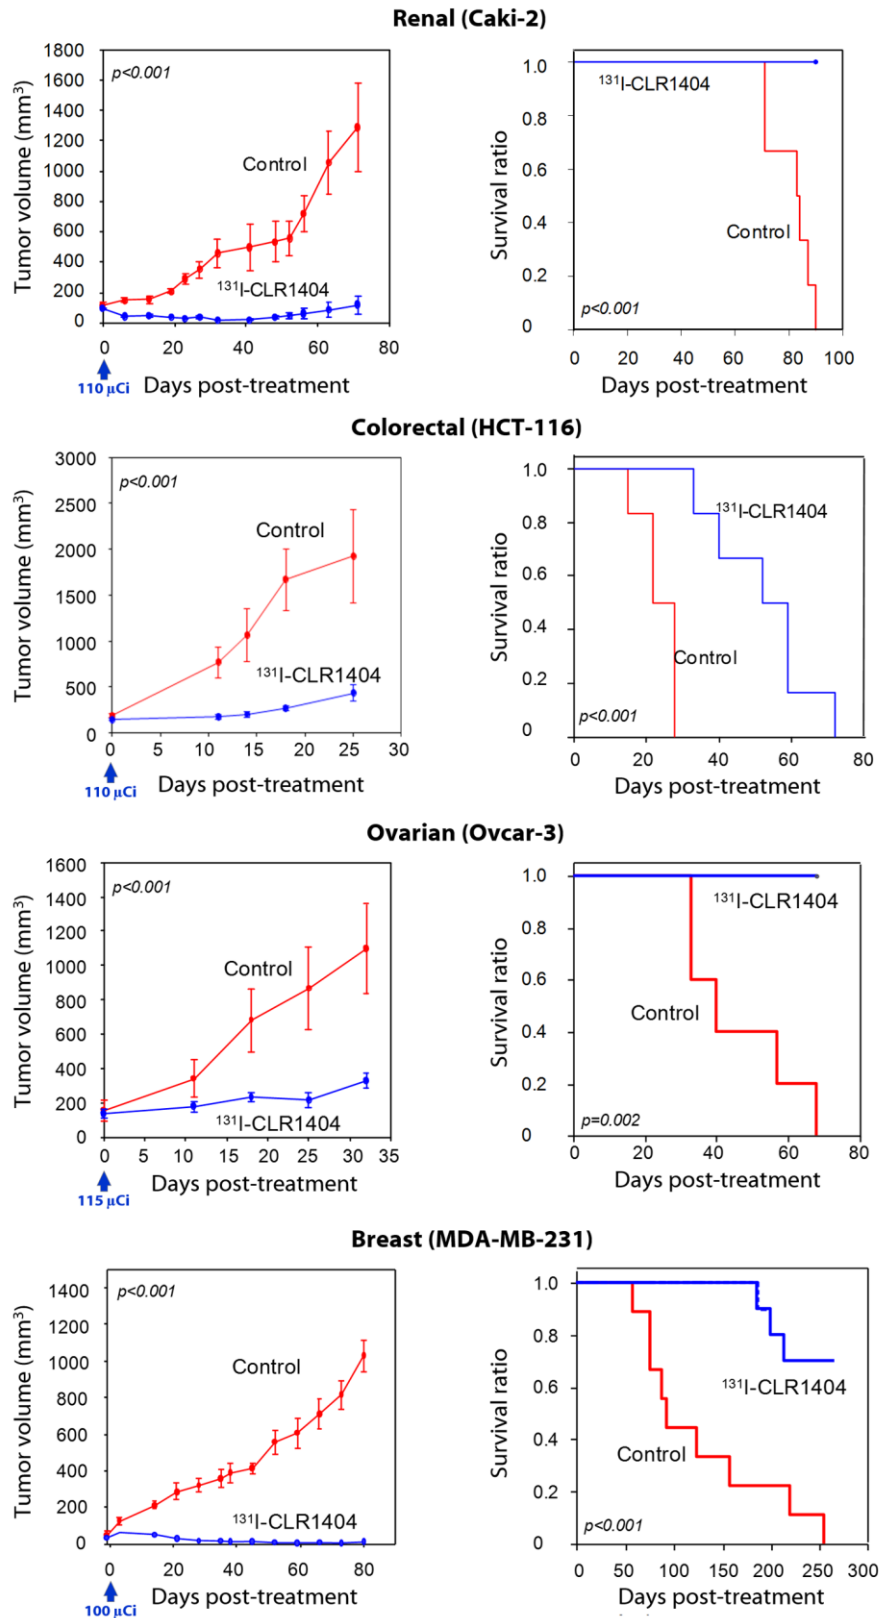 Renal (Caki-2)
Tumor volume (mm³)
1800
1600
1400
1200
1000
800
600
400
200
0
p<0.001
Control
¹³¹I-CLR1404
0 20 40 60 80
110 µCi
Days post-treatment
Survival ratio
1.0
0.8
0.6
0.4
0.2
0
¹³¹I-CLR1404
Control
p<0.001
0 20 40 60 80 100
Days post-treatment
Colorectal (HCT-116)
Tumor volume (mm³)
3000
2500
2000
1500
1000
500
0
p<0.001
Control
¹³¹I-CLR1404
0 5 10 15 20 25 30
110 µCi
Days post-treatment
Survival ratio
1.0
0.8
0.6
0.4
0.2
0
¹³¹I-CLR1404
Control
p<0.001
0 20 40 60 80
Days post-treatment
Ovarian (Ovcar-3)
Tumor volume (mm³)
1600
1400
1200
1000
800
600
400
200
0
p<0.001
Control
¹³¹I-CLR1404
0 5 10 15 20 25 30 35
115 µCi
Days post-treatment
Survival ratio
1.0
0.8
0.6
0.4
0.2
0
¹³¹I-CLR1404
Control
p=0.002
0 20 40 60 80
Days post-treatment
Breast (MDA-MB-231)
Tumor volume (mm³)
1400
1200
1000
800
600
400
200
0
p<0.001
Control
¹³¹I-CLR1404
0 20 40 60 80
100 µCi
Days post-treatment
Survival ratio
1.0
0.8
0.6
0.4
0.2
0
¹³¹I-CLR1404
Control
p<0.001
0 50 100 150 200 250 300
Days post-treatment